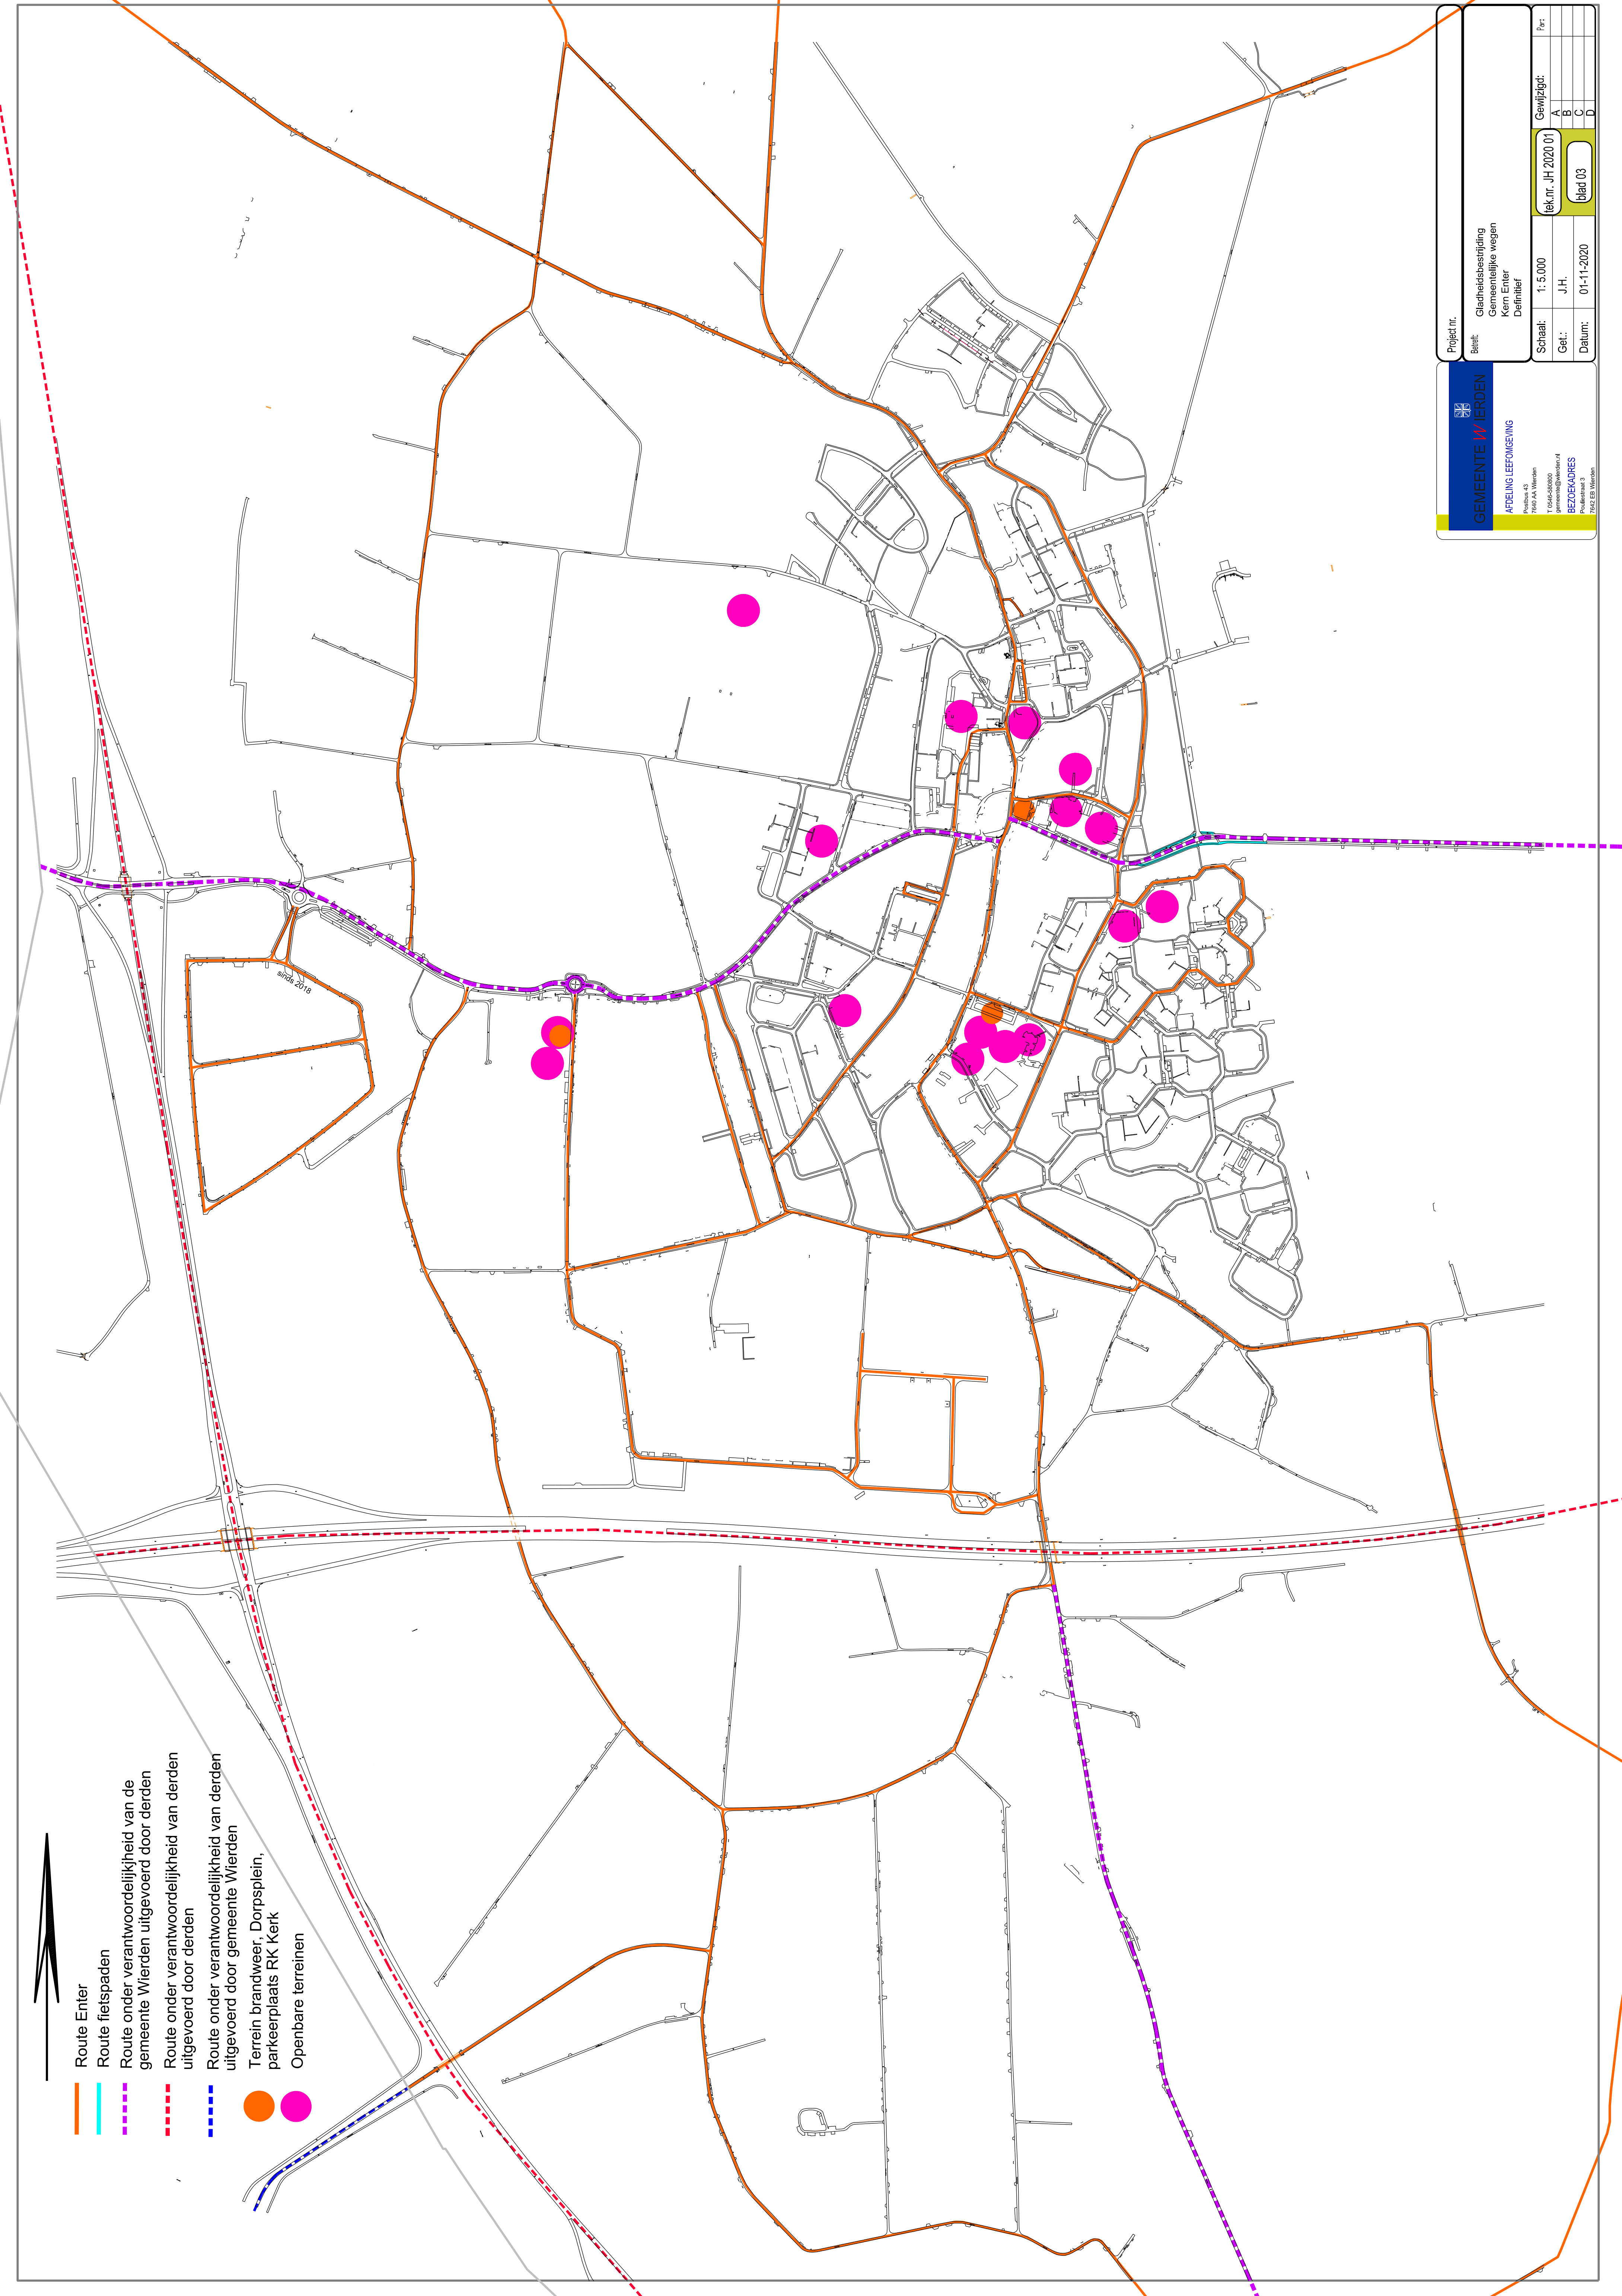 Route Enter
Route fietspaden
Route onder verantwoordelijkheid van de
gemeente Wierden uitgevoerd door derden
Route onder verantwoordelijkheid van derden
uitgevoerd door derden
Route onder verantwoordelijkheid van derden
uitgevoerd door gemeente Wierden
Terrein brandweer, Dorpsplein,
parkeerplaats RK Kerk
Openbare terreinen
sinds 2018
GEMEENTE WIERDEN
AFDELING LEEFOMGEVING
Postbus 43
7640 AA Wierden
T 0546-580800
gemeente@wierden.nl
BEZOEKADRES
Pouliestraat 3
7642 EB Wierden
Project nr.
Betreft:
Gladheidsbestrijding
Gemeentelijke wegen
Kern Enter
Definitief
Schaal: 1: 5.000
Get.: J.H.
Datum: 01-11-2020
tek.nr. JH 2020 01
blad 03
Gewijzigd: Par:
A
B
C
D